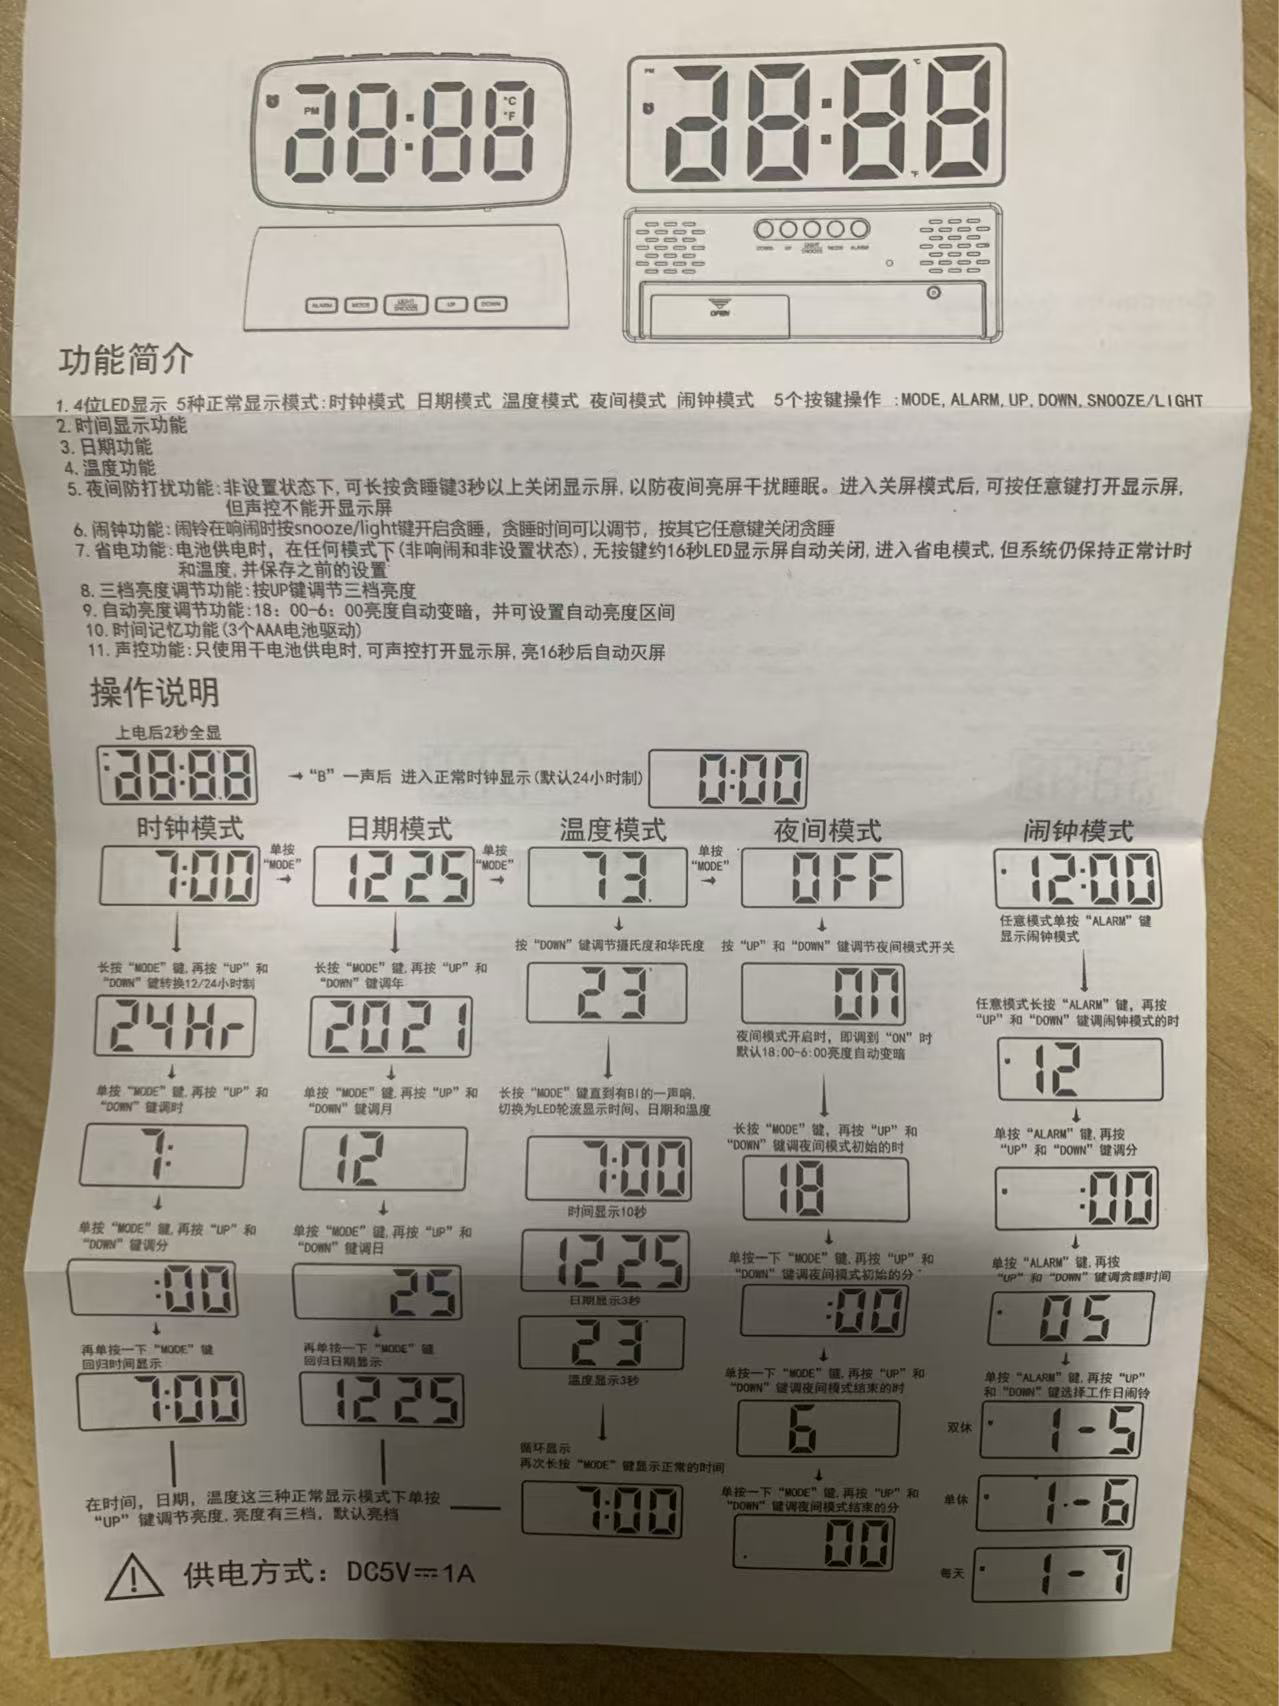 PM
°C
°F
PM
°C
°F
ALARM
MODE
LIGHT
SNOOZE
UP
DOWN
DOWN
UP
LIGHT
SNOOZE
MODE
ALARM
OPEN
功能简介
1. 4位LED显示 5种正常显示模式:时钟模式 日期模式 温度模式 夜间模式 闹钟模式 5个按键操作 :MODE, ALARM, UP, DOWN, SNOOZE/LIGHT
2. 时间显示功能
3. 日期功能
4. 温度功能
5. 夜间防打扰功能:非设置状态下,可长按贪睡键3秒以上关闭显示屏,以防夜间亮屏干扰睡眠。进入关屏模式后,可按任意键打开显示屏,
但声控不能开显示屏
6. 闹钟功能: 闹铃在响闹时按snooze/light键开启贪睡, 贪睡时间可以调节, 按其它任意键关闭贪睡
7. 省电功能:电池供电时, 在任何模式下(非响闹和非设置状态),无按键约16秒LED显示屏自动关闭,进入省电模式,但系统仍保持正常计时
和温度,并保存之前的设置
8. 三档亮度调节功能:按UP键调节三档亮度
9. 自动亮度调节功能:18: 00-6: 00亮度自动变暗, 并可设置自动亮度区间
10. 时间记忆功能(3个AAA电池驱动)
11. 声控功能:只使用干电池供电时,可声控打开显示屏,亮16秒后自动灭屏
操作说明
上电后2秒全显
→ “B” 一声后 进入正常时钟显示(默认24小时制)
0:00
时钟模式
7:00
单按
“MODE”
→
长按 “MODE” 键,再按 “UP” 和
“DOWN” 键转换12/24小时制
24Hr
单按 “MODE” 键,再按 “UP” 和
“DOWN” 键调时
7:
单按 “MODE” 键,再按 “UP” 和
“DOWN” 键调分
:00
再单按一下 “MODE” 键
回归时间显示
7:00
日期模式
1225
单按
“MODE”
→
长按 “MODE” 键,再按 “UP” 和
“DOWN” 键调年
2021
单按 “MODE” 键,再按 “UP” 和
“DOWN” 键调月
12
单按 “MODE” 键,再按 “UP” 和
“DOWN” 键调日
25
再单按一下 “MODE” 键
回归日期显示
1225
在时间, 日期, 温度这三种正常显示模式下单按
“UP” 键调节亮度,亮度有三档, 默认亮档
温度模式
73
单按
“MODE”
→
按 “DOWN” 键调节摄氏度和华氏度
23
长按 “MODE” 键直到有BI的一声响,
切换为LED轮流显示时间、日期和温度
7:00
时间显示10秒
1225
日期显示3秒
23
温度显示3秒
循环显示
再次长按 “MODE” 键显示正常的时间
7:00
夜间模式
OFF
按 “UP” 和 “DOWN” 键调节夜间模式开关
ON
夜间模式开启时, 即调到 “ON” 时
默认18:00-6:00亮度自动变暗
长按 “MODE” 键, 再按 “UP” 和
“DOWN” 键调夜间模式初始的时
18
单按一下 “MODE” 键,再按 “UP” 和
“DOWN” 键调夜间模式初始的分
:00
单按一下 “MODE” 键,再按 “UP” 和
“DOWN” 键调夜间模式结束的时
6
单按一下 “MODE” 键,再按 “UP” 和
“DOWN” 键调夜间模式结束的分
00
闹钟模式
12:00
任意模式单按 “ALARM” 键
显示闹钟模式
任意模式长按 “ALARM” 键, 再按
“UP” 和 “DOWN” 键调闹钟模式的时
12
单按 “ALARM” 键,再按
“UP” 和 “DOWN” 键调分
:00
单按 “ALARM” 键,再按
“UP” 和 “DOWN” 键调贪睡时间
05
单按 “ALARM” 键,再按 “UP”
和 “DOWN” 键选择工作日闹铃
双休
1-5
单休
1-6
每天
1-7
供电方式: DC5V⎓1A